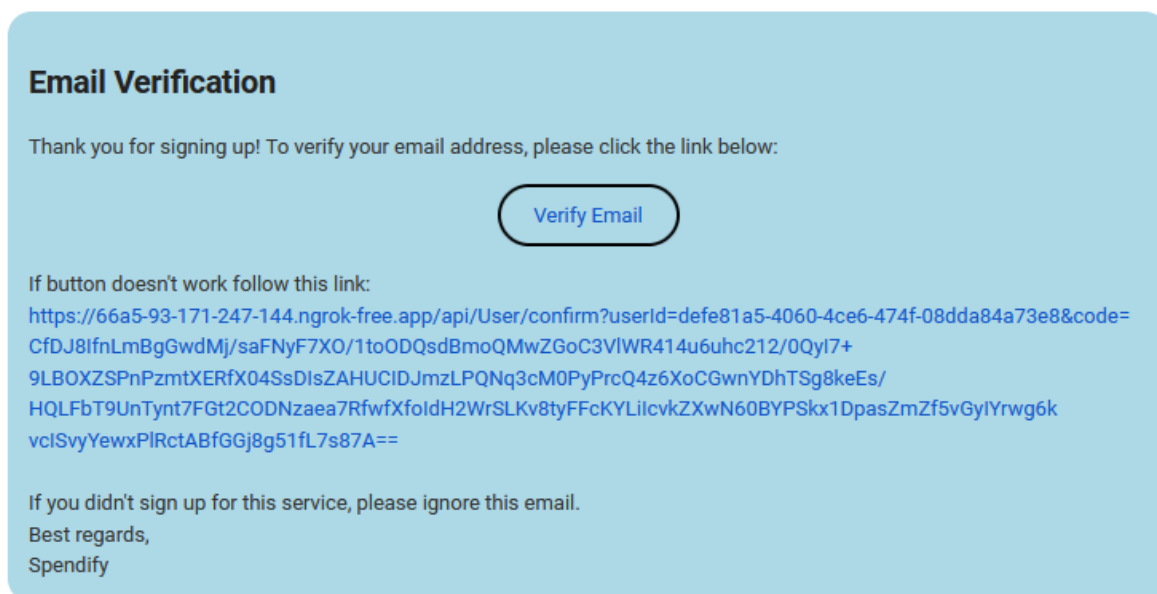 Email Verification
Thank you for signing up! To verify your email address, please click the link below:
Verify Email
If button doesn't work follow this link:
https://66a5-93-171-247-144.ngrok-free.app/api/User/confirm?userId=defe81a5-4060-4ce6-474f-08dda84a73e8&code=
CfDJ8IfnLmBgGwdMj/saFNyF7XO/1toODQsdBmoQMwZGoC3VlWR414u6uhc212/0QyI7+
9LBOXZSPnPzmtXERfX04SsDIsZAHUCIDJmzLPQNq3cM0PyPrcQ4z6XoCGwnYDhTSg8keEs/
HQLFbT9UnTynt7FGt2CODNzaea7RfwfXfoIdH2WrSLKv8tyFFcKYLiIcvkZXwN60BYPSkx1DpasZmZf5vGyIYrwg6k
vcISvyYewxPlRctABfGGj8g51fL7s87A==
If you didn't sign up for this service, please ignore this email.
Best regards,
Spendify